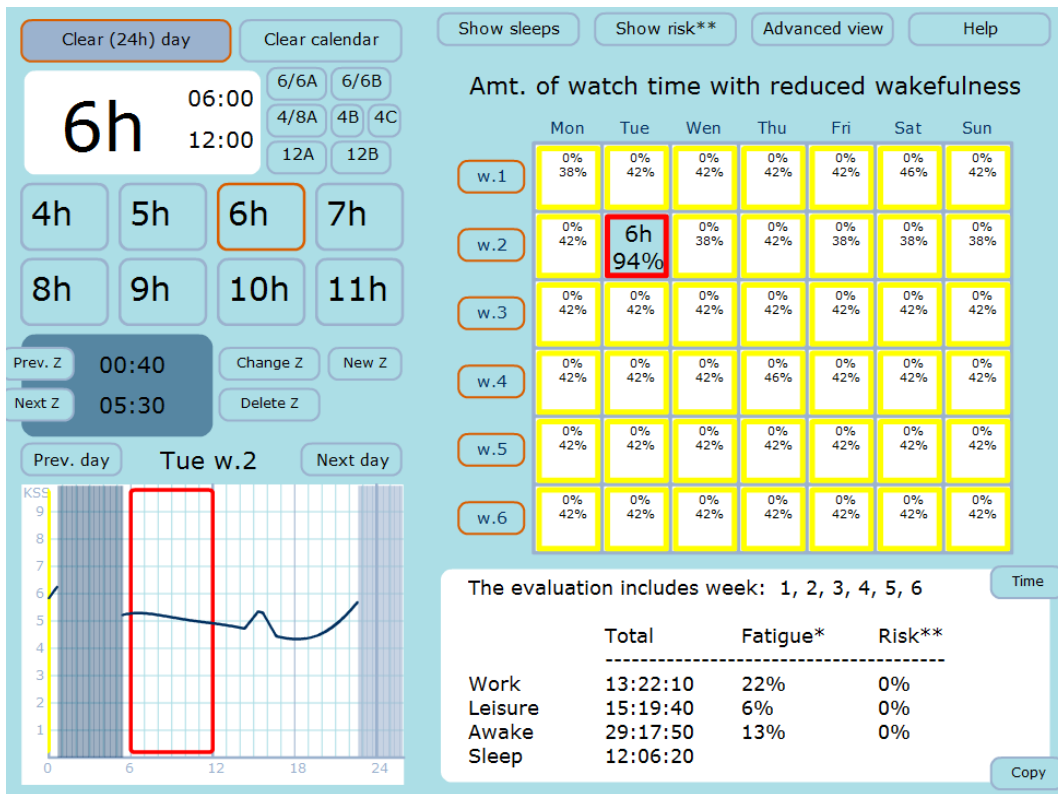 Clear (24h) day
Clear calendar
Show sleeps
Show risk**
Advanced view
Help
6h
06:00
12:00
6/6A
6/6B
4/8A
4B
4C
12A
12B
4h
5h
6h
7h
8h
9h
10h
11h
Prev. Z
00:40
Change Z
New Z
Next Z
05:30
Delete Z
Prev. day
Tue w.2
Next day
KSS
9
8
7
6
5
4
3
2
1
0 6 12 18 24
Amt. of watch time with reduced wakefulness
Mon Tue Wen Thu Fri Sat Sun
w.1
0% 0% 0% 0% 0% 0% 0%
38% 42% 42% 42% 42% 46% 42%
w.2
0% 6h 0% 0% 0% 0% 0%
42% 94% 38% 42% 38% 38% 38%
w.3
0% 0% 0% 0% 0% 0% 0%
42% 42% 42% 42% 42% 42% 42%
w.4
0% 0% 0% 0% 0% 0% 0%
42% 42% 42% 46% 42% 42% 42%
w.5
0% 0% 0% 0% 0% 0% 0%
42% 42% 42% 42% 42% 42% 42%
w.6
0% 0% 0% 0% 0% 0% 0%
42% 42% 42% 42% 42% 42% 42%
The evaluation includes week: 1, 2, 3, 4, 5, 6
Time
Total Fatigue* Risk**
---------------------------------------
Work 13:22:10 22% 0%
Leisure 15:19:40 6% 0%
Awake 29:17:50 13% 0%
Sleep 12:06:20
Copy